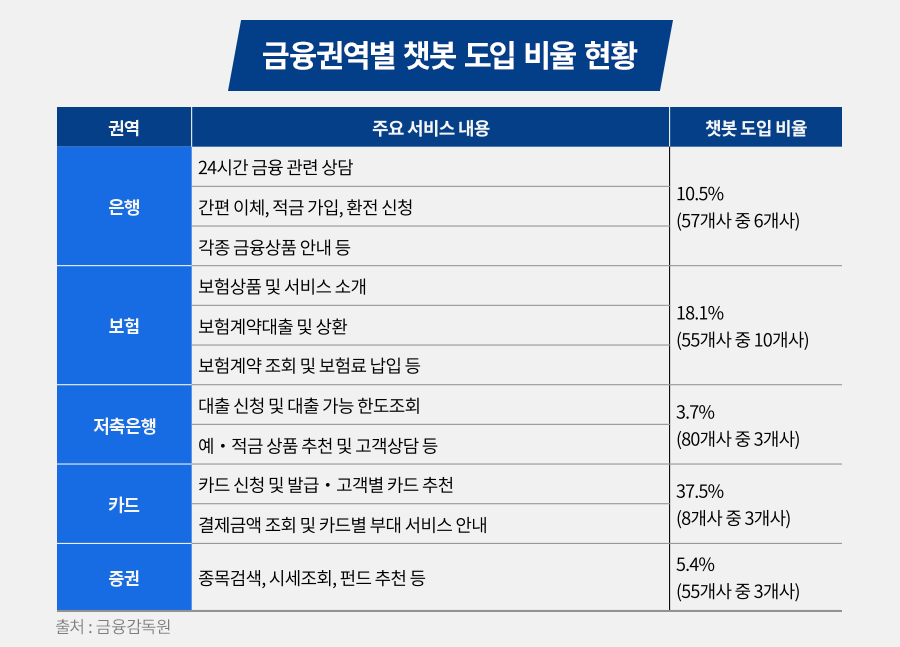 금융권역별 챗봇 도입 비율 현황
권역
주요 서비스 내용
챗봇 도입 비율
은행
24시간 금융 관련 상담
간편 이체, 적금 가입, 환전 신청
각종 금융상품 안내 등
10.5%
(57개사 중 6개사)
보험
보험상품 및 서비스 소개
보험계약대출 및 상환
보험계약 조회 및 보험료 납입 등
18.1%
(55개사 중 10개사)
저축은행
대출 신청 및 대출 가능 한도조회
예・적금 상품 추천 및 고객상담 등
3.7%
(80개사 중 3개사)
카드
카드 신청 및 발급・고객별 카드 추천
결제금액 조회 및 카드별 부대 서비스 안내
37.5%
(8개사 중 3개사)
증권
종목검색, 시세조회, 펀드 추천 등
5.4%
(55개사 중 3개사)
출처 : 금융감독원